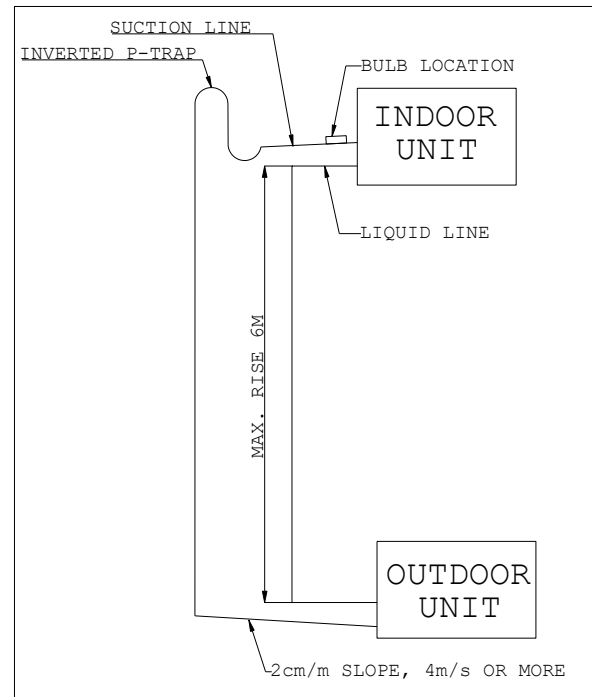 SUCTION LINE
INVERTED P-TRAP
BULB LOCATION
INDOOR
UNIT
LIQUID LINE
MAX. RISE 6M
OUTDOOR
UNIT
2cm/m SLOPE, 4m/s OR MORE